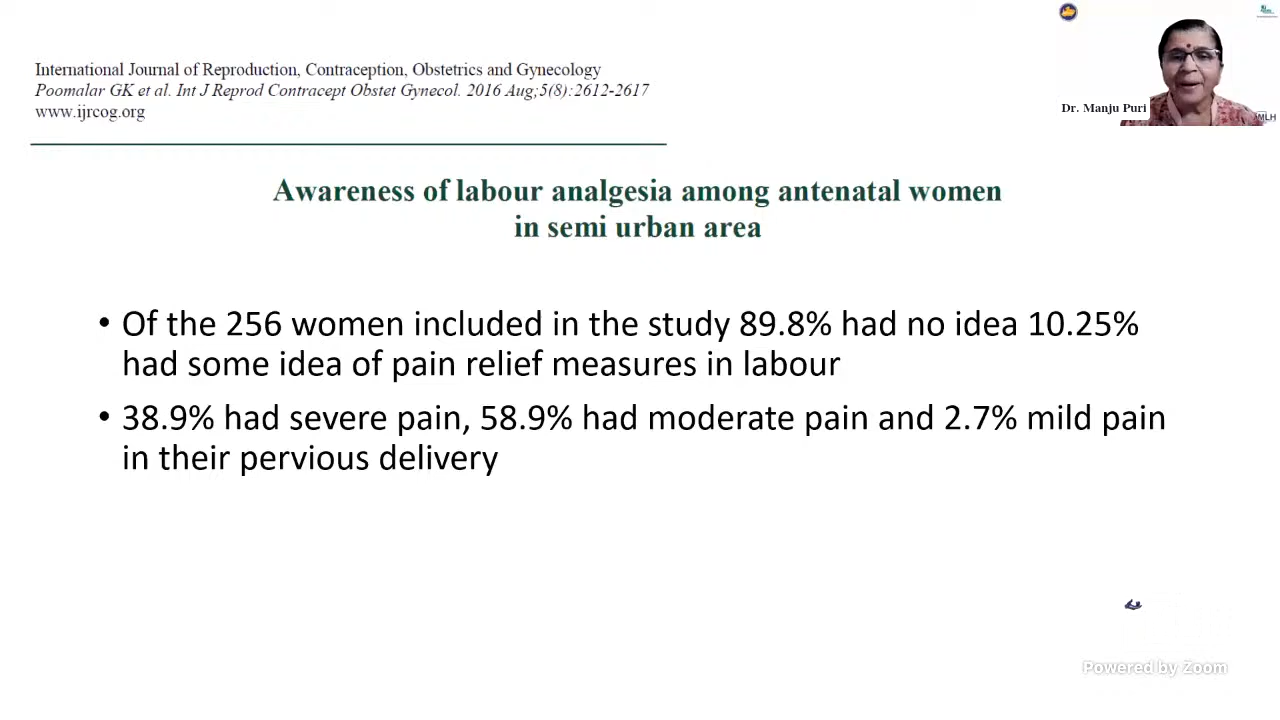 International Journal of Reproduction, Contraception, Obstetrics and Gynecology
Poomalar GK et al. Int J Reprod Contracept Obstet Gynecol. 2016 Aug;5(8):2612-2617
www.ijrcog.org
Dr. Manju Puri
MLH
Awareness of labour analgesia among antenatal women
in semi urban area
• Of the 256 women included in the study 89.8% had no idea 10.25%
had some idea of pain relief measures in labour
• 38.9% had severe pain, 58.9% had moderate pain and 2.7% mild pain
in their pervious delivery
Powered by Zoom